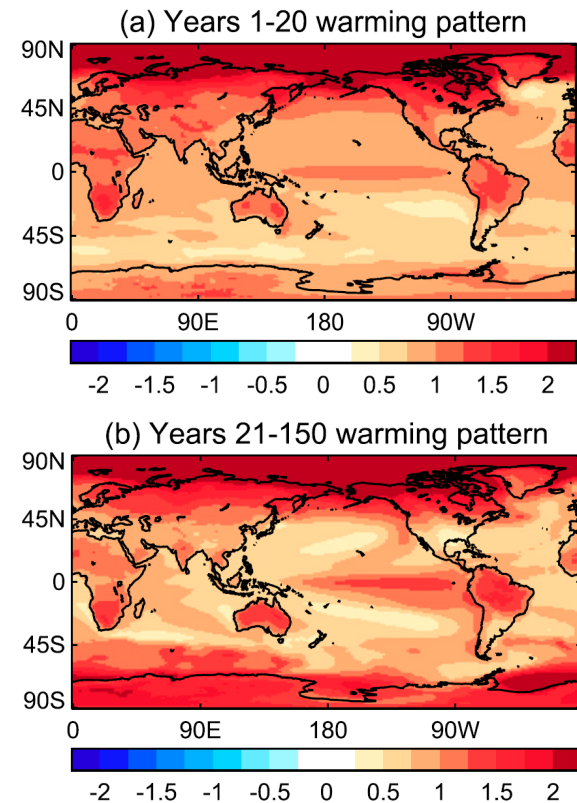 (a) Years 1-20 warming pattern
90N
45N
0
45S
90S
0 90E 180 90W
-2 -1.5 -1 -0.5 0 0.5 1 1.5 2
(b) Years 21-150 warming pattern
90N
45N
0
45S
90S
0 90E 180 90W
-2 -1.5 -1 -0.5 0 0.5 1 1.5 2